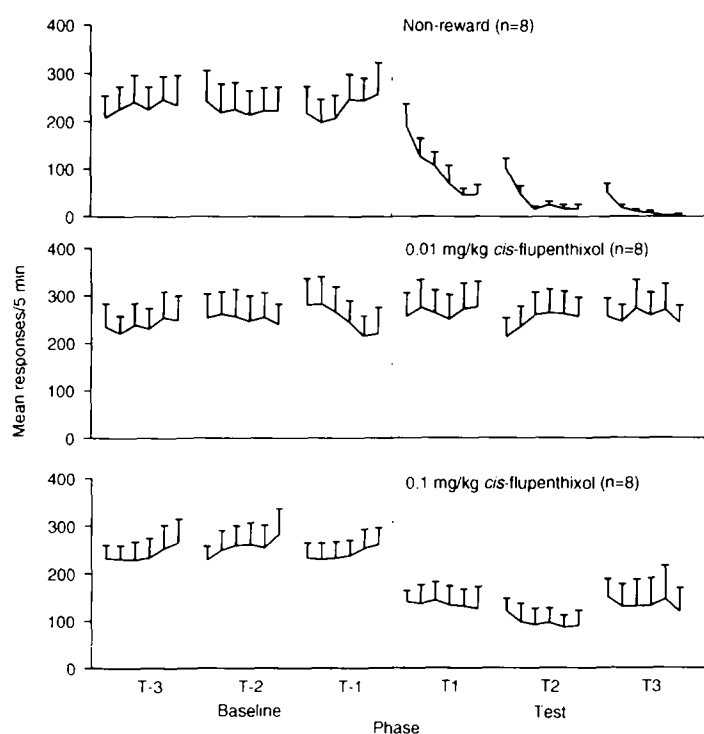 400
Non-reward (n=8)
300
200
100
0
400
0.01 mg/kg cis-flupenthixol (n=8)
300
200
100
0
Mean responses/5 min
400
0.1 mg/kg cis-flupenthixol (n=8)
300
200
100
0
T-3 T-2 T-1 T1 T2 T3
Baseline Test
Phase